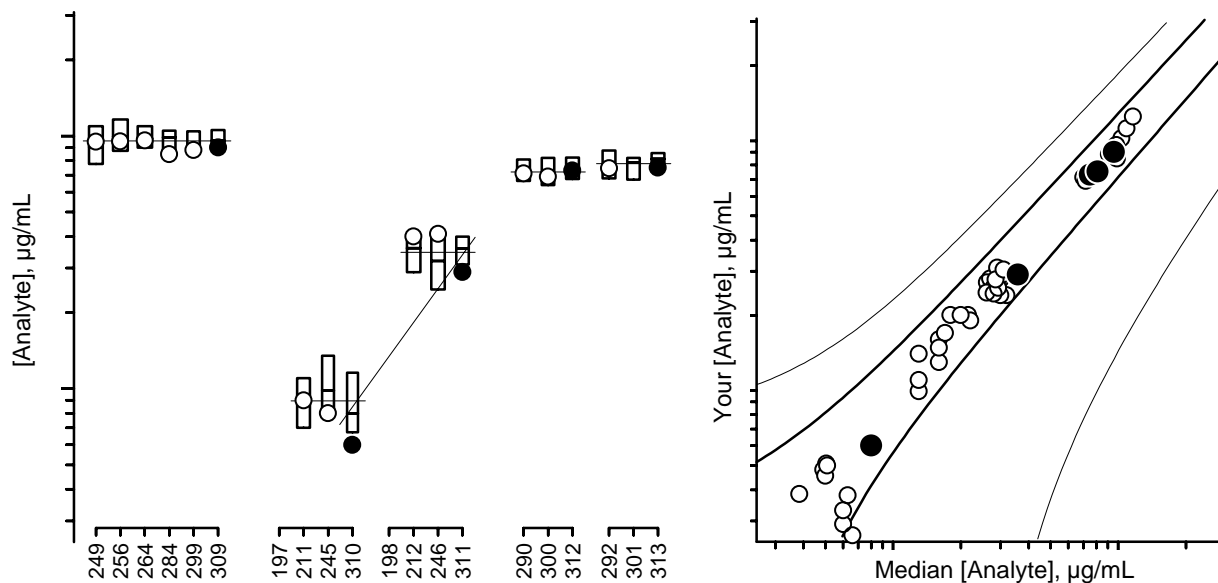 [Analyte], µg/mL
249 256 264 284 299 309 197 211 245 310 198 212 246 311 290 300 312 292 301 313
Your [Analyte], µg/mL
Median [Analyte], µg/mL